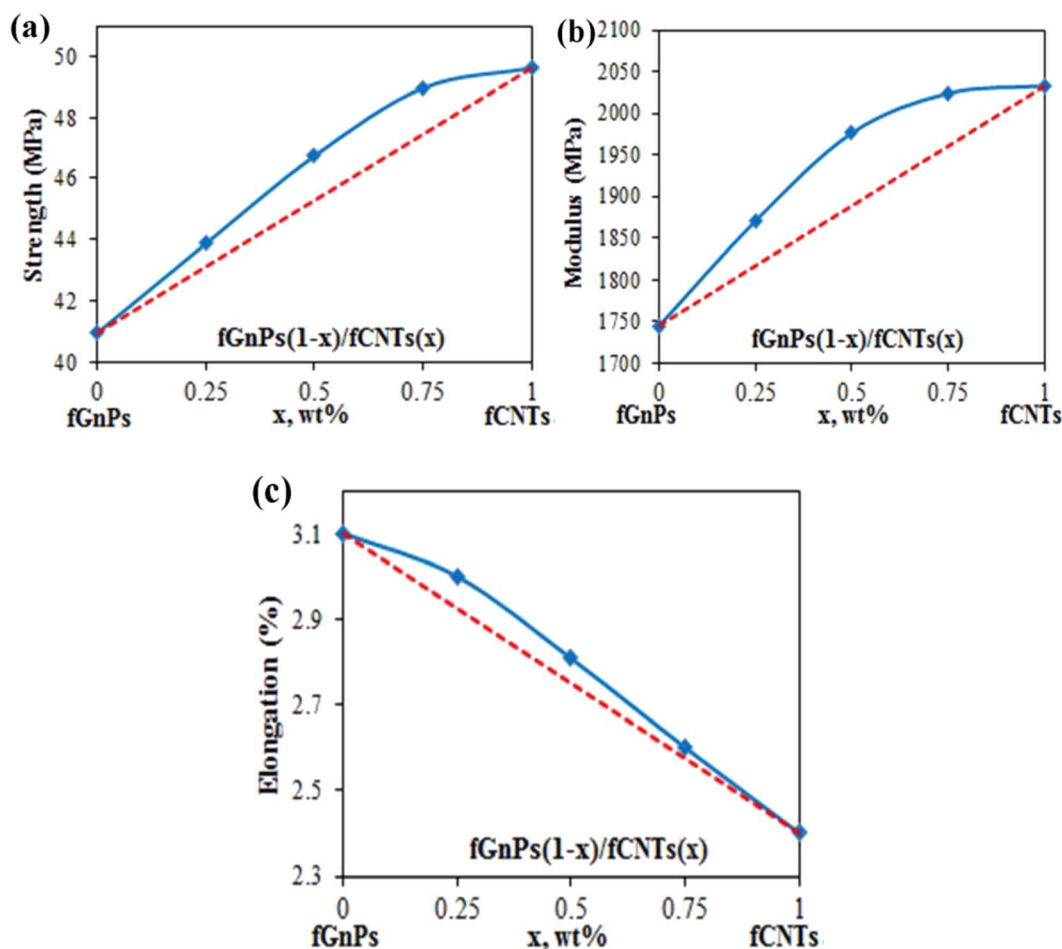 (a)
Strength (MPa)
50
48
46
44
42
40
fGnPs(1-x)/fCNTs(x)
0 0.25 0.5 0.75 1
fGnPs x, wt% fCNTs
(b)
Modulus (MPa)
2100
2050
2000
1950
1900
1850
1800
1750
1700
fGnPs(1-x)/fCNTs(x)
0 0.25 0.5 0.75 1
fGnPs x, wt% fCNTs
(c)
Elongation (%)
3.1
2.9
2.7
2.5
2.3
fGnPs(1-x)/fCNTs(x)
0 0.25 0.5 0.75 1
fGnPs x, wt% fCNTs